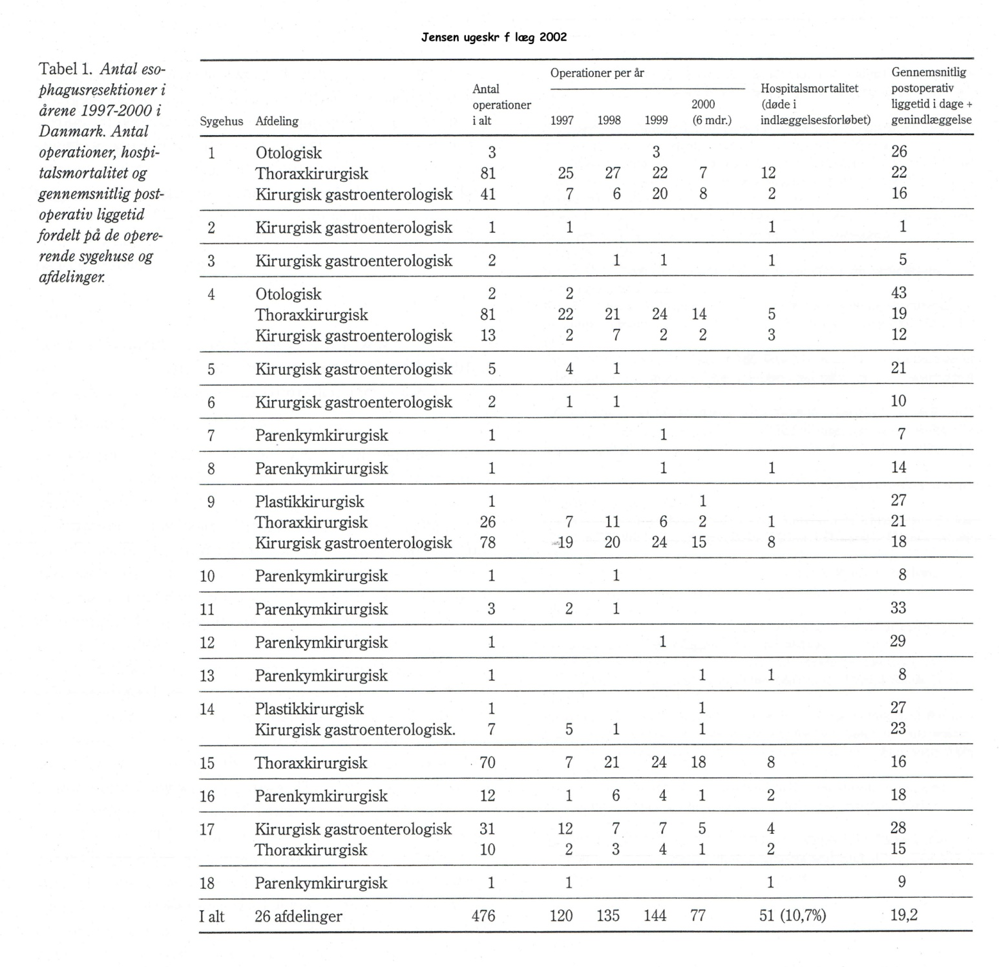 Jensen ugeskr f læg 2002
Tabel 1. Antal eso-
phagusresektioner i
årene 1997-2000 i
Danmark. Antal
operationer, hospi-
talsmortalitet og
gennemsnitlig post-
operativ liggetid
fordelt på de opere-
rende sygehuse og
afdelinger.
Operationer per år
Gennemsnitlig
Antal Hospitalsmortalitet postoperativ
operationer 2000 (døde i liggetid i dage +
Sygehus Afdeling i alt 1997 1998 1999 (6 mdr.) indlæggelsesforløbet) genindlæggelse
1 Otologisk 3 3 26
Thoraxkirurgisk 81 25 27 22 7 12 22
Kirurgisk gastroenterologisk 41 7 6 20 8 2 16
2 Kirurgisk gastroenterologisk 1 1 1 1
3 Kirurgisk gastroenterologisk 2 1 1 1 5
4 Otologisk 2 2 43
Thoraxkirurgisk 81 22 21 24 14 5 19
Kirurgisk gastroenterologisk 13 2 7 2 2 3 12
5 Kirurgisk gastroenterologisk 5 4 1 21
6 Kirurgisk gastroenterologisk 2 1 1 10
7 Parenkymkirurgisk 1 1 7
8 Parenkymkirurgisk 1 1 1 14
9 Plastikkirurgisk 1 1 27
Thoraxkirurgisk 26 7 11 6 2 1 21
Kirurgisk gastroenterologisk 78 19 20 24 15 8 18
10 Parenkymkirurgisk 1 1 8
11 Parenkymkirurgisk 3 2 1 33
12 Parenkymkirurgisk 1 1 29
13 Parenkymkirurgisk 1 1 1 8
14 Plastikkirurgisk 1 1 27
Kirurgisk gastroenterologisk. 7 5 1 1 23
15 Thoraxkirurgisk 70 7 21 24 18 8 16
16 Parenkymkirurgisk 12 1 6 4 1 2 18
17 Kirurgisk gastroenterologisk 31 12 7 7 5 4 28
Thoraxkirurgisk 10 2 3 4 1 2 15
18 Parenkymkirurgisk 1 1 1 9
I alt 26 afdelinger 476 120 135 144 77 51 (10,7%) 19,2